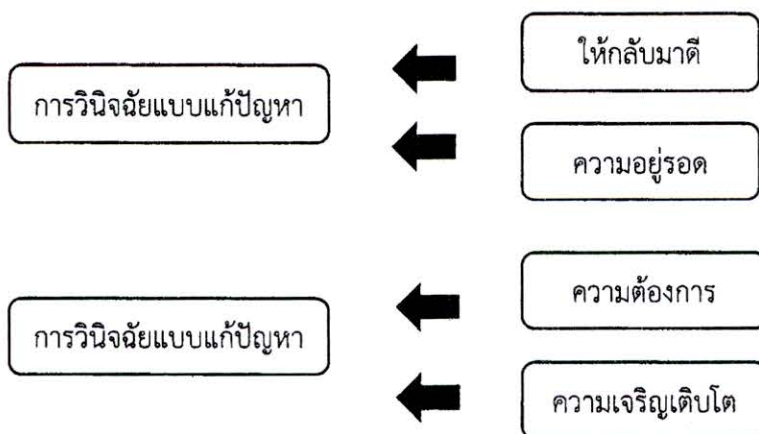 ให้กลับมาดี
การวินิจฉัยแบบแก้ปัญหา
ความอยู่รอด
ความต้องการ
การวินิจฉัยแบบแก้ปัญหา
ความเจริญเติบโต